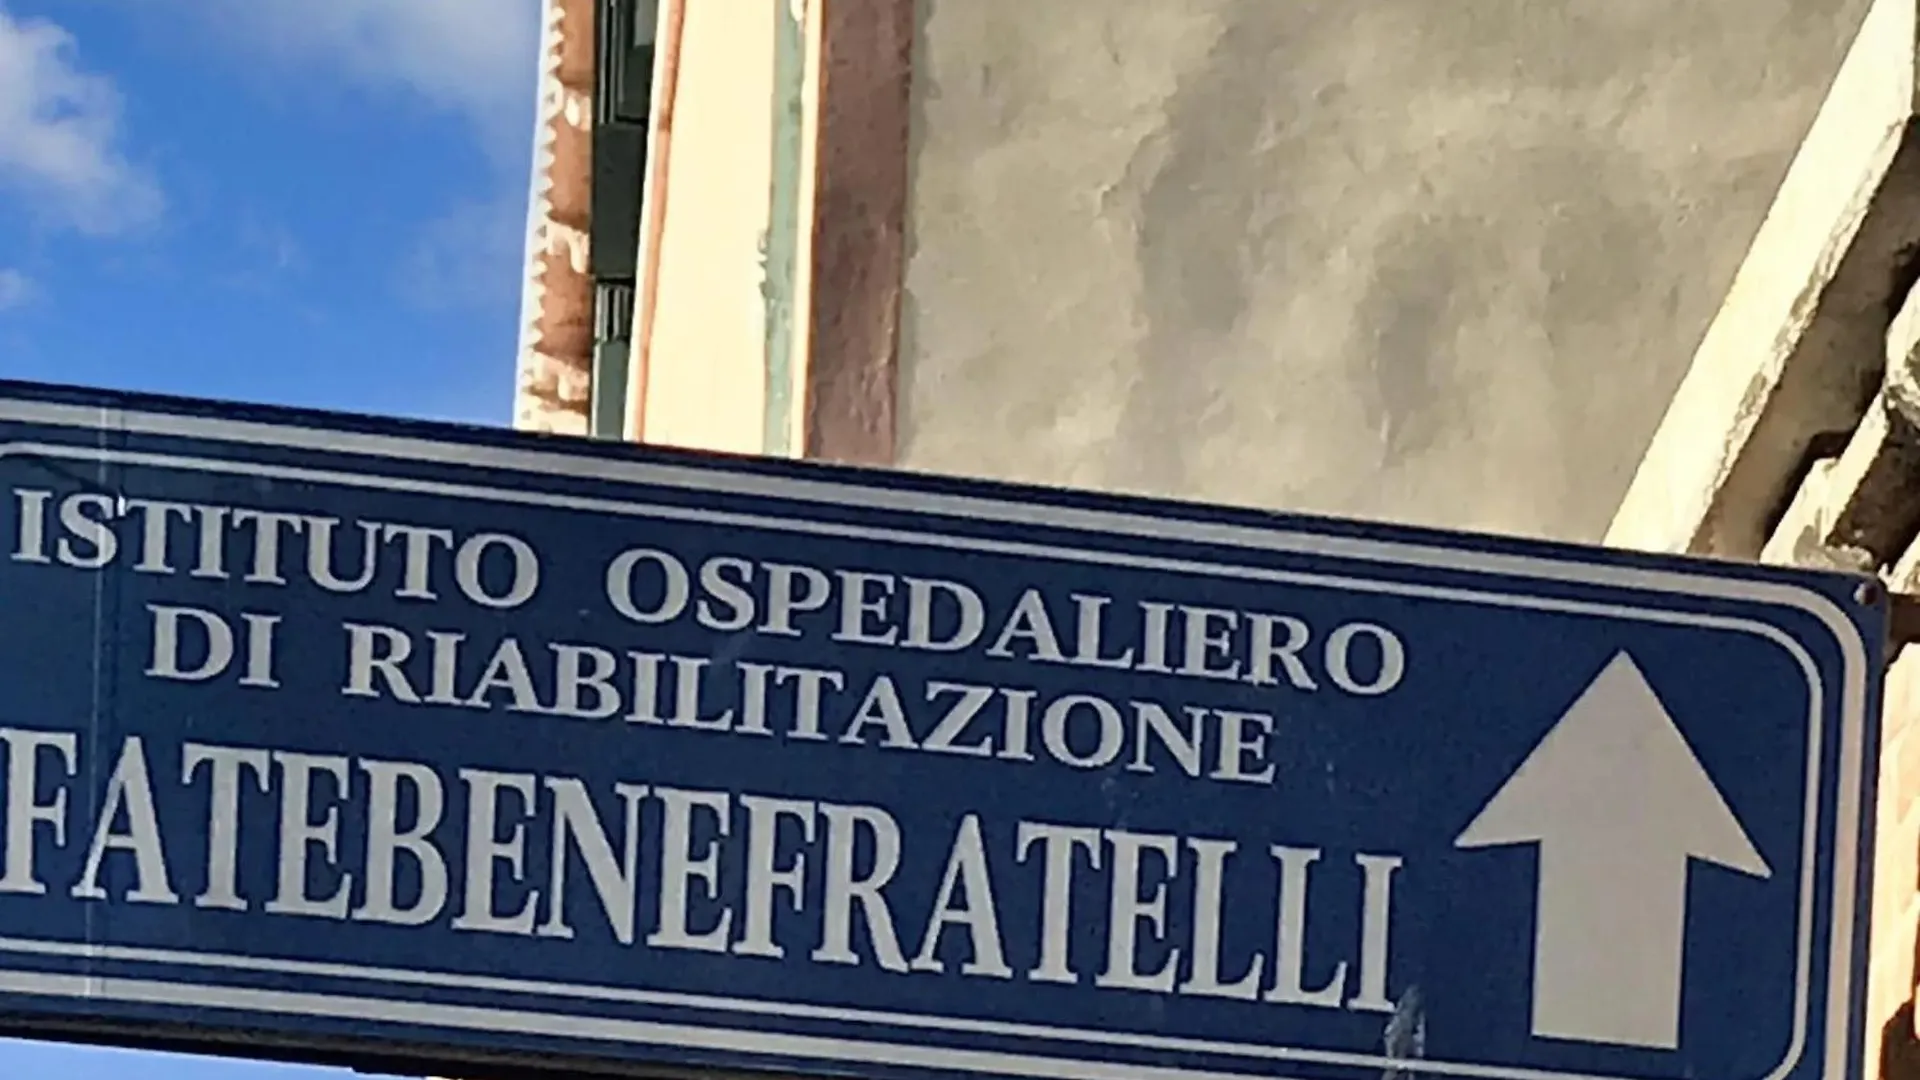 ISTITUTO OSPEDALIERO
DI RIABILITAZIONE
FATEBENEFRATELLI